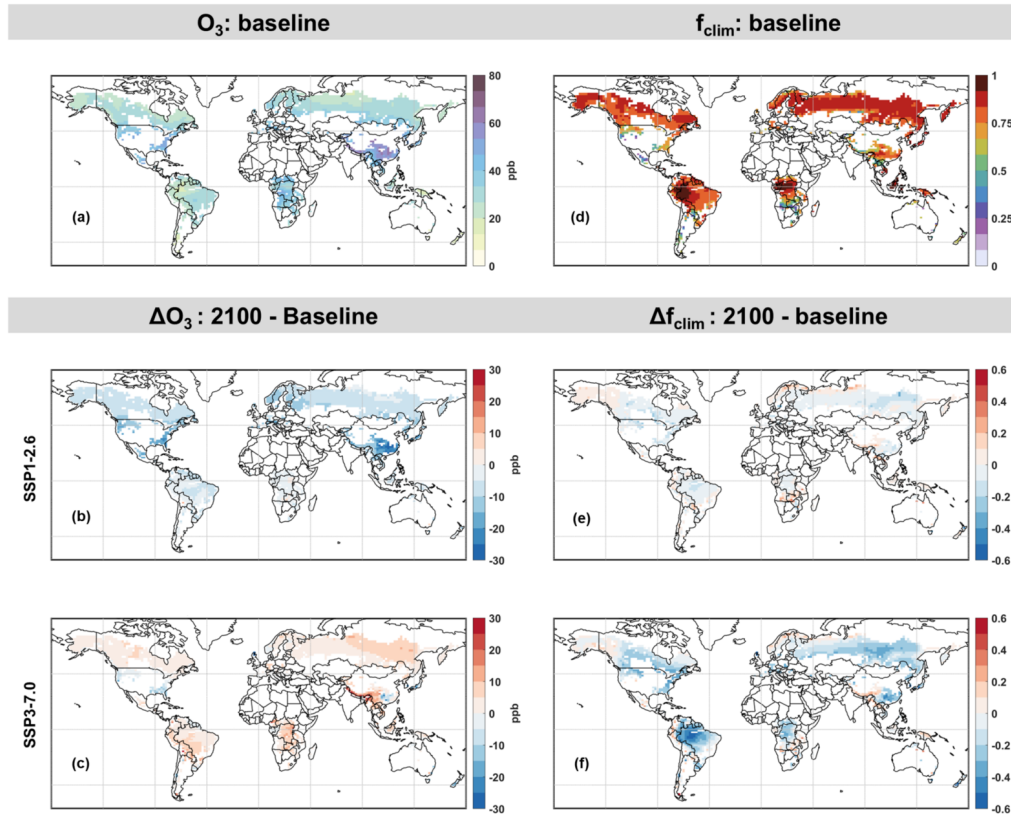 O3: baseline
fclim: baseline
80
60
40
20
0
ppb
(a)
1
0.75
0.5
0.25
0
(d)
ΔO3 : 2100 - Baseline
Δfclim : 2100 - baseline
SSP1-2.6
30
20
10
0
-10
-20
-30
ppb
(b)
0.6
0.4
0.2
0
-0.2
-0.4
-0.6
(e)
SSP3-7.0
30
20
10
0
-10
-20
-30
ppb
(c)
0.6
0.4
0.2
0
-0.2
-0.4
-0.6
(f)